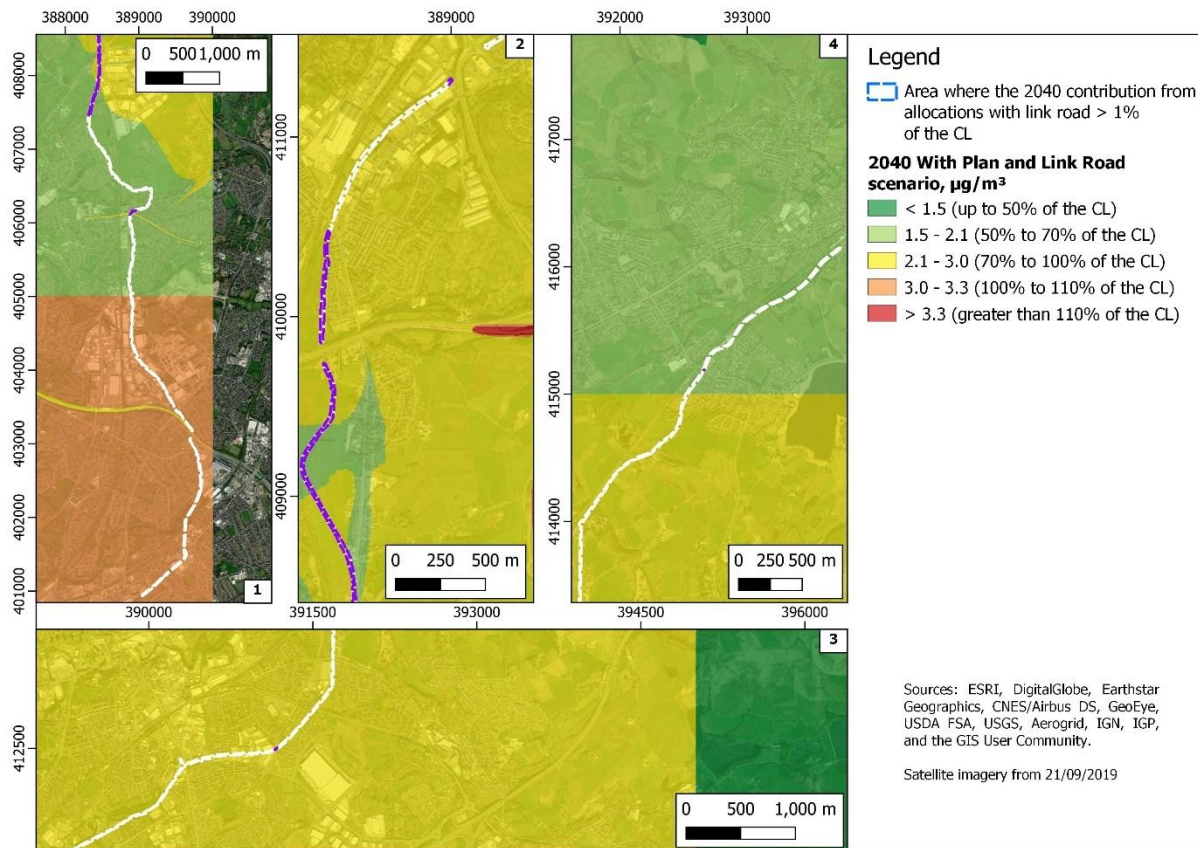 388000 389000 390000
389000
392000 393000
408000
407000
406000
405000
404000
403000
402000
401000
0 500 1,000 m
1
2
411000
410000
409000
0 250 500 m
4
417000
416000
415000
414000
0 250 500 m
390000
391500
393000
394500
396000
3
412500
0 500 1,000 m
Legend
Area where the 2040 contribution from
allocations with link road > 1%
of the CL
2040 With Plan and Link Road
scenario, µg/m³
< 1.5 (up to 50% of the CL)
1.5 - 2.1 (50% to 70% of the CL)
2.1 - 3.0 (70% to 100% of the CL)
3.0 - 3.3 (100% to 110% of the CL)
> 3.3 (greater than 110% of the CL)
Sources: ESRI, DigitalGlobe, Earthstar
Geographics, CNES/Airbus DS, GeoEye,
USDA FSA, USGS, Aerogrid, IGN, IGP,
and the GIS User Community.
Satellite imagery from 21/09/2019